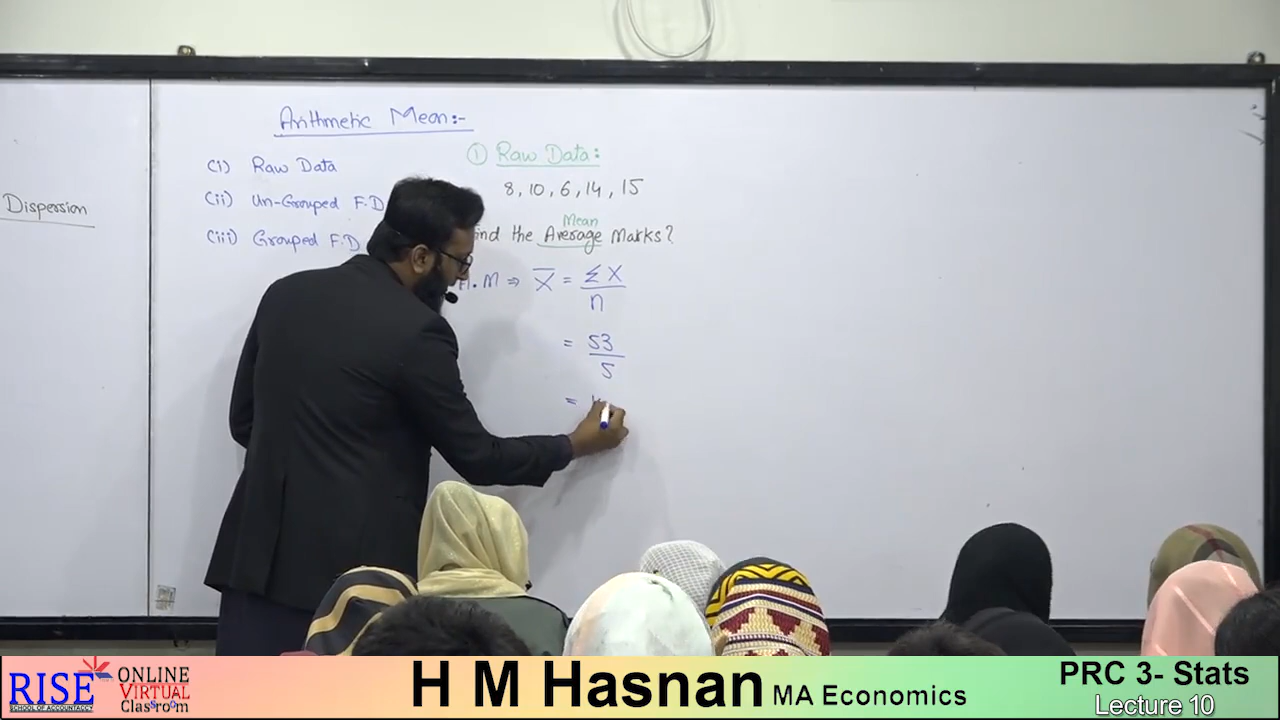 Dispersion
Arithmetic Mean:-
(i) Raw Data
(ii) Un-Grouped F.D
(iii) Grouped F.D
① Raw Data:
8, 10, 6, 14, 15
Mean
the Average Marks?
.M ⇒ X̄ = ΣX
n
= 53
5
=
RISE
SCHOOL OF ACCOUNTANCY
ONLINE
VIRTUAL
Classroom
H M Hasnan MA Economics
PRC 3- Stats
Lecture 10